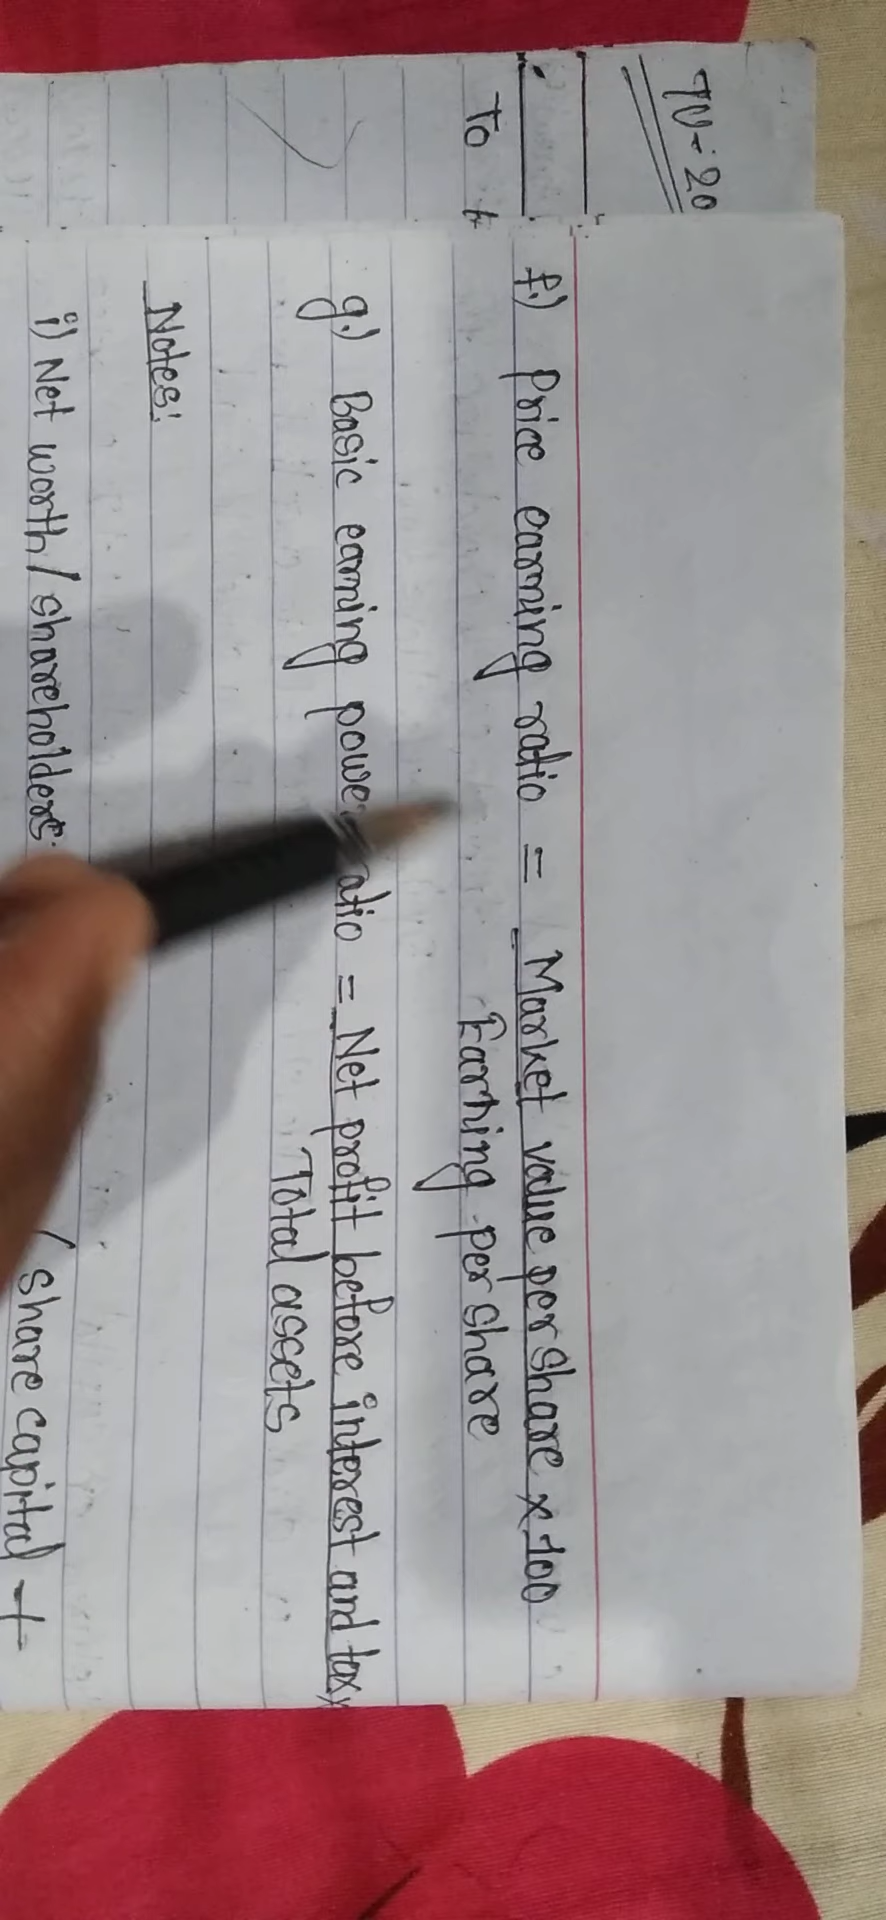 TU-20
To
f.) Price earning ratio = Market value per share x 100
Earning per share
g.) Basic earning power ratio = Net profit before interest and tax x
Total assets
Notes:
i) Net worth / shareholders
share capital +